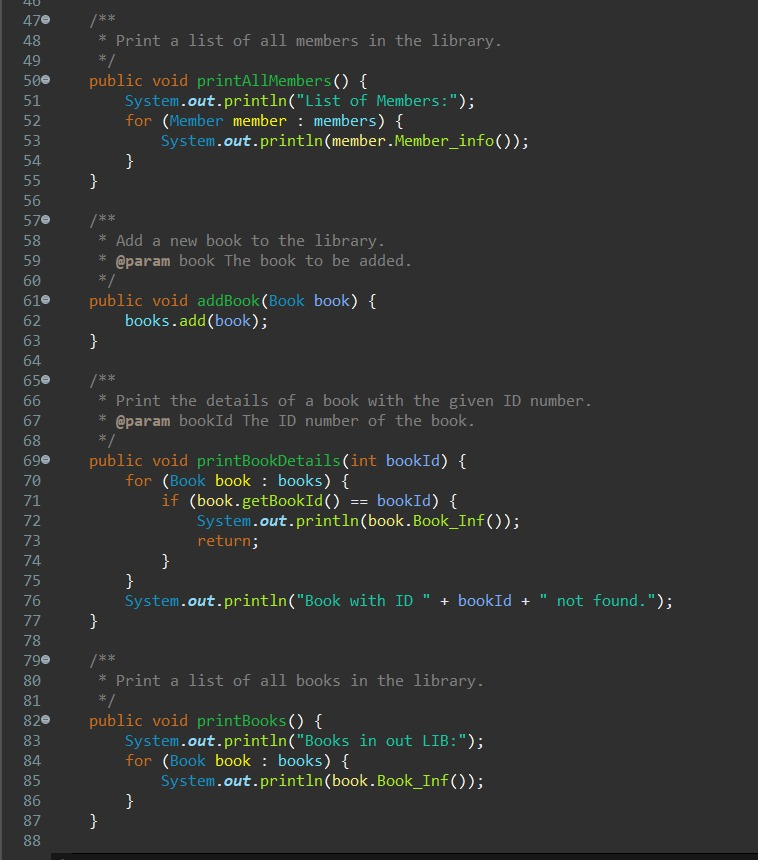 46
47 /**
48 * Print a list of all members in the library.
49 */
50 public void printAllMembers() {
51 System.out.println("List of Members:");
52 for (Member member : members) {
53 System.out.println(member.Member_info());
54 }
55 }
56
57 /**
58 * Add a new book to the library.
59 * @param book The book to be added.
60 */
61 public void addBook(Book book) {
62 books.add(book);
63 }
64
65 /**
66 * Print the details of a book with the given ID number.
67 * @param bookId The ID number of the book.
68 */
69 public void printBookDetails(int bookId) {
70 for (Book book : books) {
71 if (book.getBookId() == bookId) {
72 System.out.println(book.Book_Inf());
73 return;
74 }
75 }
76 System.out.println("Book with ID " + bookId + " not found.");
77 }
78
79 /**
80 * Print a list of all books in the library.
81 */
82 public void printBooks() {
83 System.out.println("Books in out LIB:");
84 for (Book book : books) {
85 System.out.println(book.Book_Inf());
86 }
87 }
88